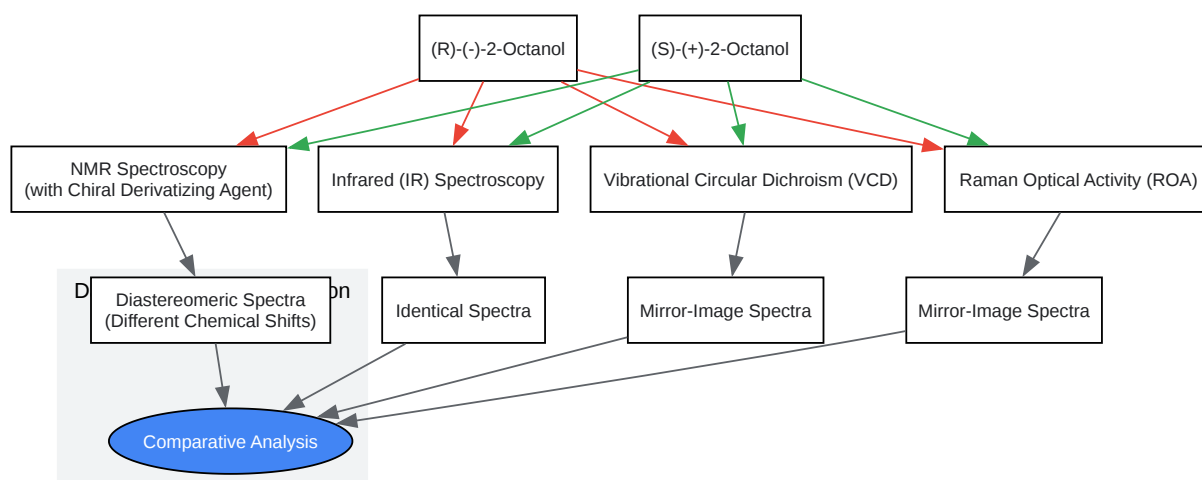 (R)-(-)-2-Octanol
(S)-(+)-2-Octanol
NMR Spectroscopy
(with Chiral Derivatizing Agent)
Infrared (IR) Spectroscopy
Vibrational Circular Dichroism (VCD)
Raman Optical Activity (ROA)
Diastereomeric Spectra
(Different Chemical Shifts)
Identical Spectra
Mirror-Image Spectra
Mirror-Image Spectra
Comparative Analysis